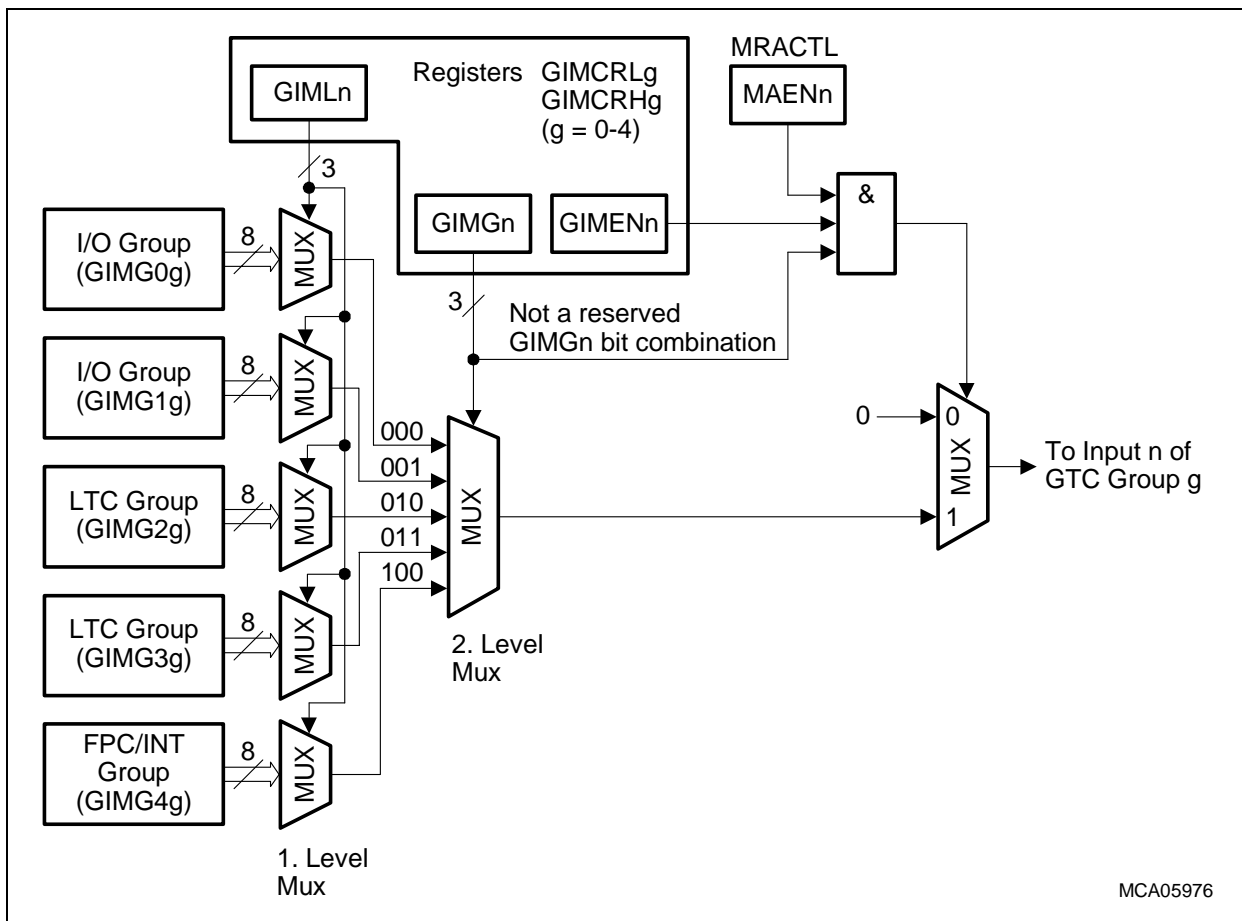 MRACTL
Registers GIMCRLg
GIMCRHg
(g = 0-4)
GIMLn
MAENn
3
GIMGn
GIMENn
&
3
Not a reserved
GIMGn bit combination
I/O Group
(GIMG0g)
8
MUX
I/O Group
(GIMG1g)
8
MUX
LTC Group
(GIMG2g)
8
MUX
LTC Group
(GIMG3g)
8
MUX
FPC/INT
Group
(GIMG4g)
8
MUX
000
001
010
011
100
MUX
0
0
MUX
1
To Input n of
GTC Group g
2. Level
Mux
1. Level
Mux
MCA05976